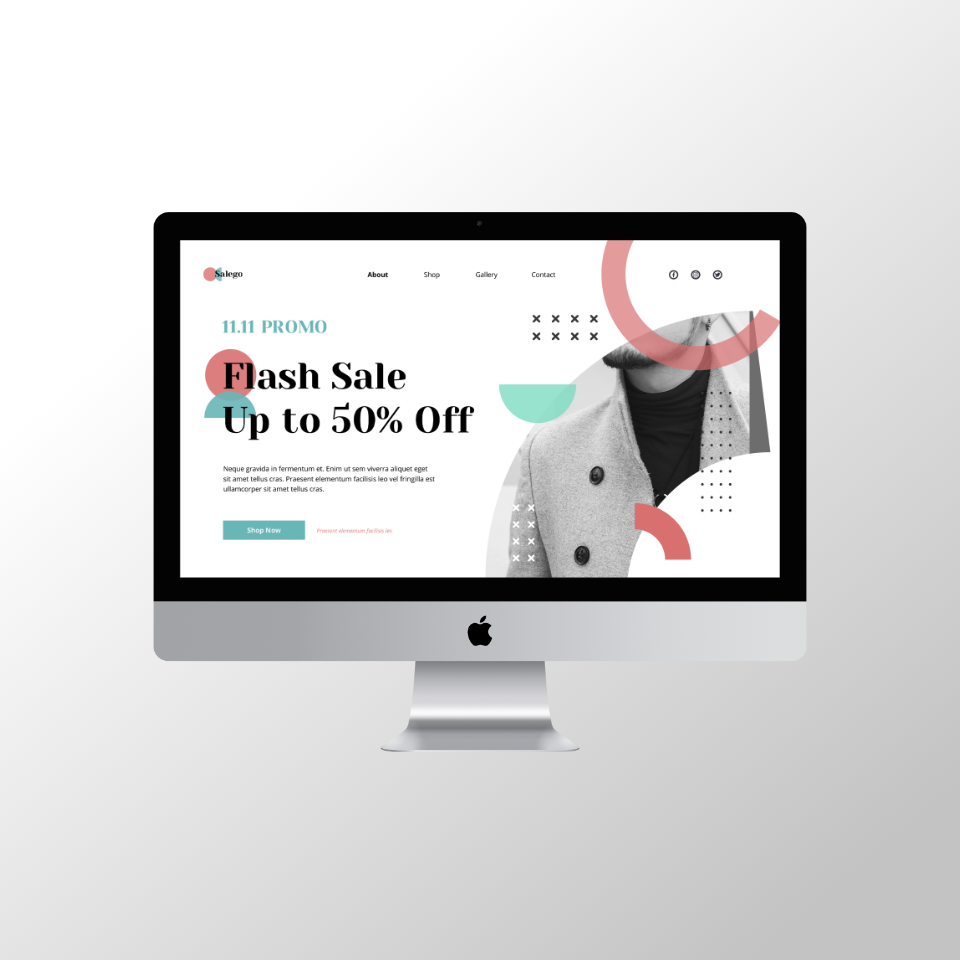 Salego
About Shop Gallery Contact
11.11 PROMO
Flash Sale
Up to 50% Off
Neque gravida in fermentum et. Enim ut sem viverra aliquet eget
sit amet tellus cras. Praesent elementum facilisis leo vel fringilla est
ullamcorper sit amet tellus cras.
Shop Now
Praesent elementum facilisis leo